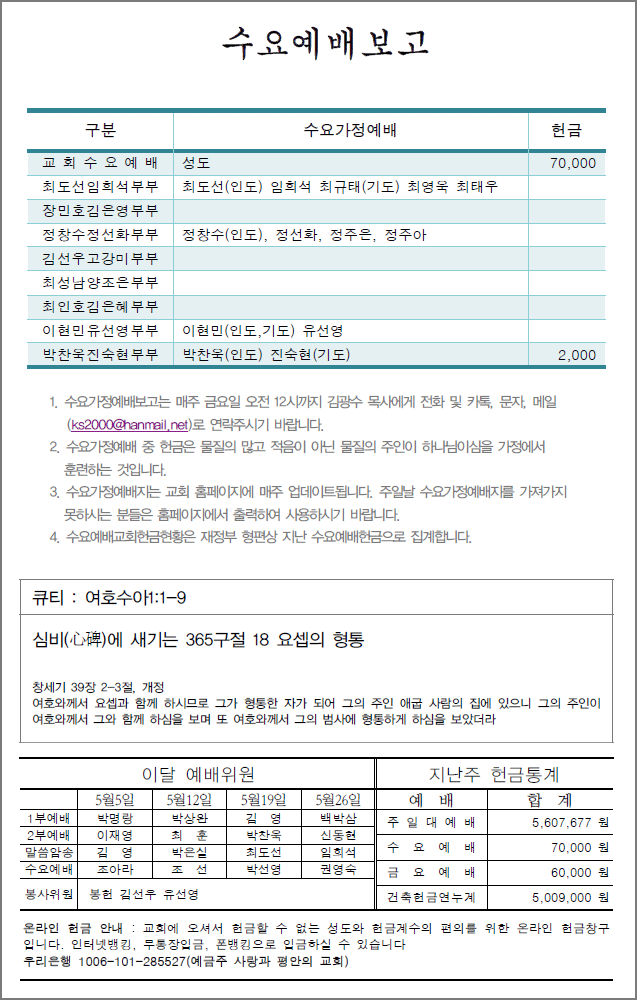 수요예배보고
구분 수요가정예배 헌금
교 회 수 요 예 배 성도 70,000
최도선임희석부부 최도선(인도) 임희석 최규태(기도) 최영욱 최태우
장민호김은영부부
정창수정선화부부 정창수(인도), 정선화, 정주은, 정주아
김선우고강미부부
최성남양조은부부
최인호김은혜부부
이현민유선영부부 이현민(인도,기도) 유선영
박찬욱진숙현부부 박찬욱(인도) 진숙현(기도) 2,000
1. 수요가정예배보고는 매주 금요일 오전 12시까지 김광수 목사에게 전화 및 카톡, 문자, 메일
(ks2000@hanmail.net)로 연락주시기 바랍니다.
2. 수요가정예배 중 헌금은 물질의 많고 적음이 아닌 물질의 주인이 하나님이심을 가정에서
훈련하는 것입니다.
3. 수요가정예배지는 교회 홈페이지에 매주 업데이트됩니다. 주일날 수요가정예배지를 가져가지
못하시는 분들은 홈페이지에서 출력하여 사용하시기 바랍니다.
4. 수요예배교회헌금현황은 재정부 형편상 지난 수요예배헌금으로 집계합니다.
큐티 : 여호수아1:1-9
심비(心碑)에 새기는 365구절 18 요셉의 형통
창세기 39장 2-3절, 개정
여호와께서 요셉과 함께 하시므로 그가 형통한 자가 되어 그의 주인 애굽 사람의 집에 있으니 그의 주인이
여호와께서 그와 함께 하심을 보며 또 여호와께서 그의 범사에 형통하게 하심을 보았더라
이달 예배위원
5월5일 5월12일 5월19일 5월26일
1부예배 박명랑 박상완 김 영 백박삼
2부예배 이재영 최 훈 박찬욱 신동현
말씀암송 김 영 박은실 최도선 임희석
수요예배 조아라 조 선 박선영 권영숙
봉사위원 봉헌 김선우 유선영
지난주 헌금통계
예 배 합 계
주 일 대 예 배 5,607,677 원
수 요 예 배 70,000 원
금 요 예 배 60,000 원
건축헌금연누계 5,009,000 원
온라인 헌금 안내 : 교회에 오셔서 헌금할 수 없는 성도와 헌금계수의 편의를 위한 온라인 헌금창구
입니다. 인터넷뱅킹, 무통장입금, 폰뱅킹으로 입금하실 수 있습니다
우리은행 1006-101-285527(예금주 사랑과 평안의 교회)